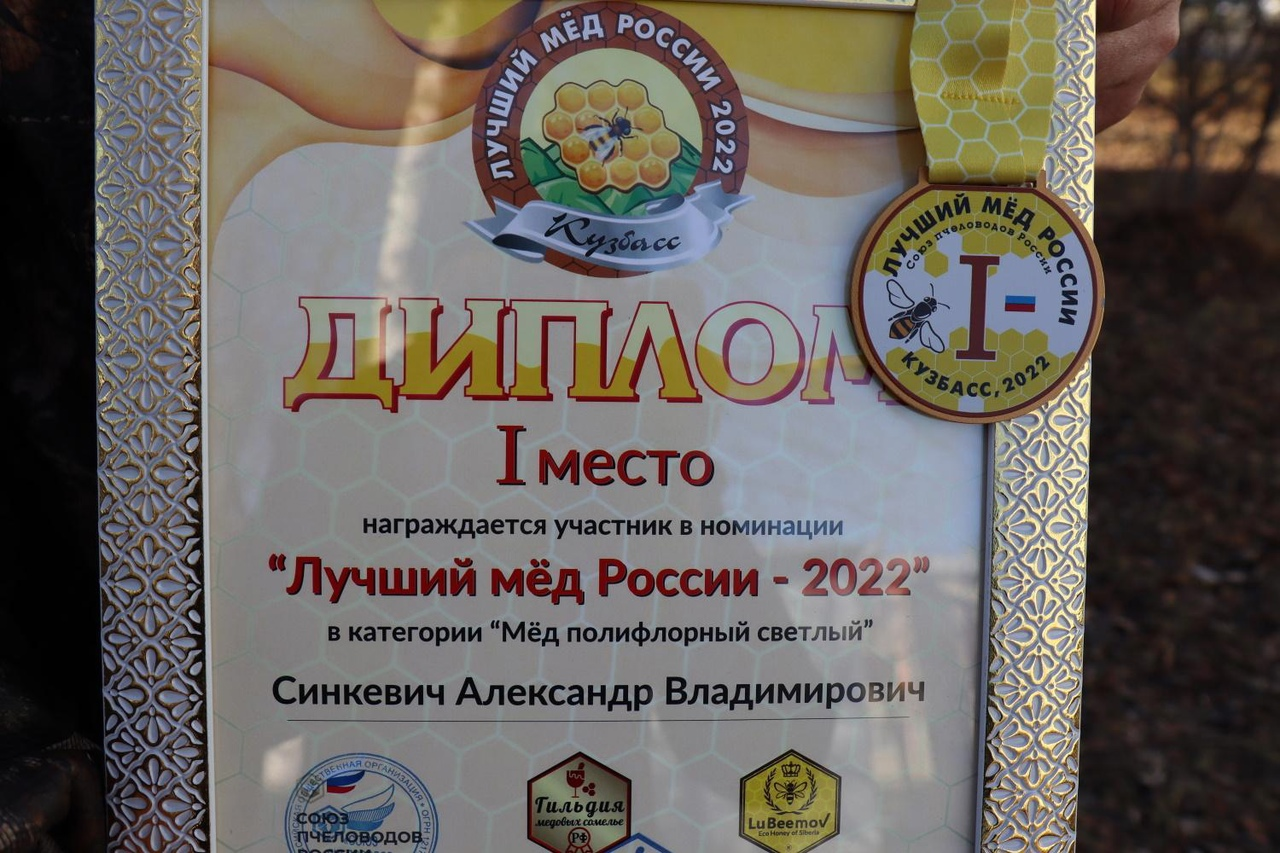 ЛУЧШИЙ МЁД РОССИИ 2022
Кузбасс
ЛУЧШИЙ МЁД РОССИИ
Союз пчеловодов России
I
КУЗБАСС, 2022
ДИПЛОМ
I место
награждается участник в номинации
“Лучший мёд России - 2022”
в категории “Мёд полифлорный светлый”
Синкевич Александр Владимирович
СОЮЗ
ПЧЕЛОВОДОВ
РОССИИ
Гильдия
медовых сомелье
РФ
LuBeemov
Eco Honey of Siberia